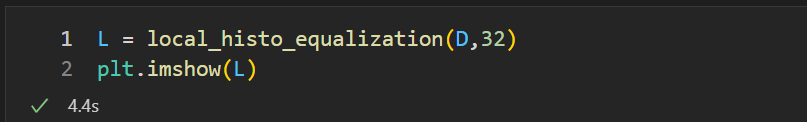 1 L = local_histo_equalization(D,32)
2 plt.imshow(L)
4.4s